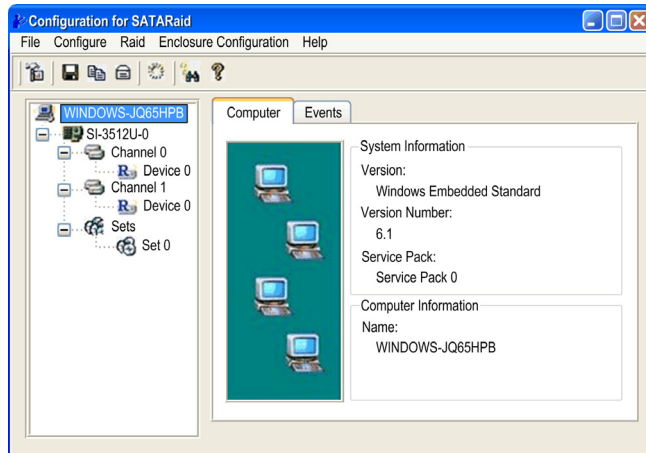 Configuration for SATARaid
File Configure Raid Enclosure Configuration Help
WINDOWS-JQ65HPB
SI-3512U-0
Channel 0
Device 0
Channel 1
Device 0
Sets
Set 0
Computer Events
System Information
Version:
Windows Embedded Standard
Version Number:
6.1
Service Pack:
Service Pack 0
Computer Information
Name:
WINDOWS-JQ65HPB